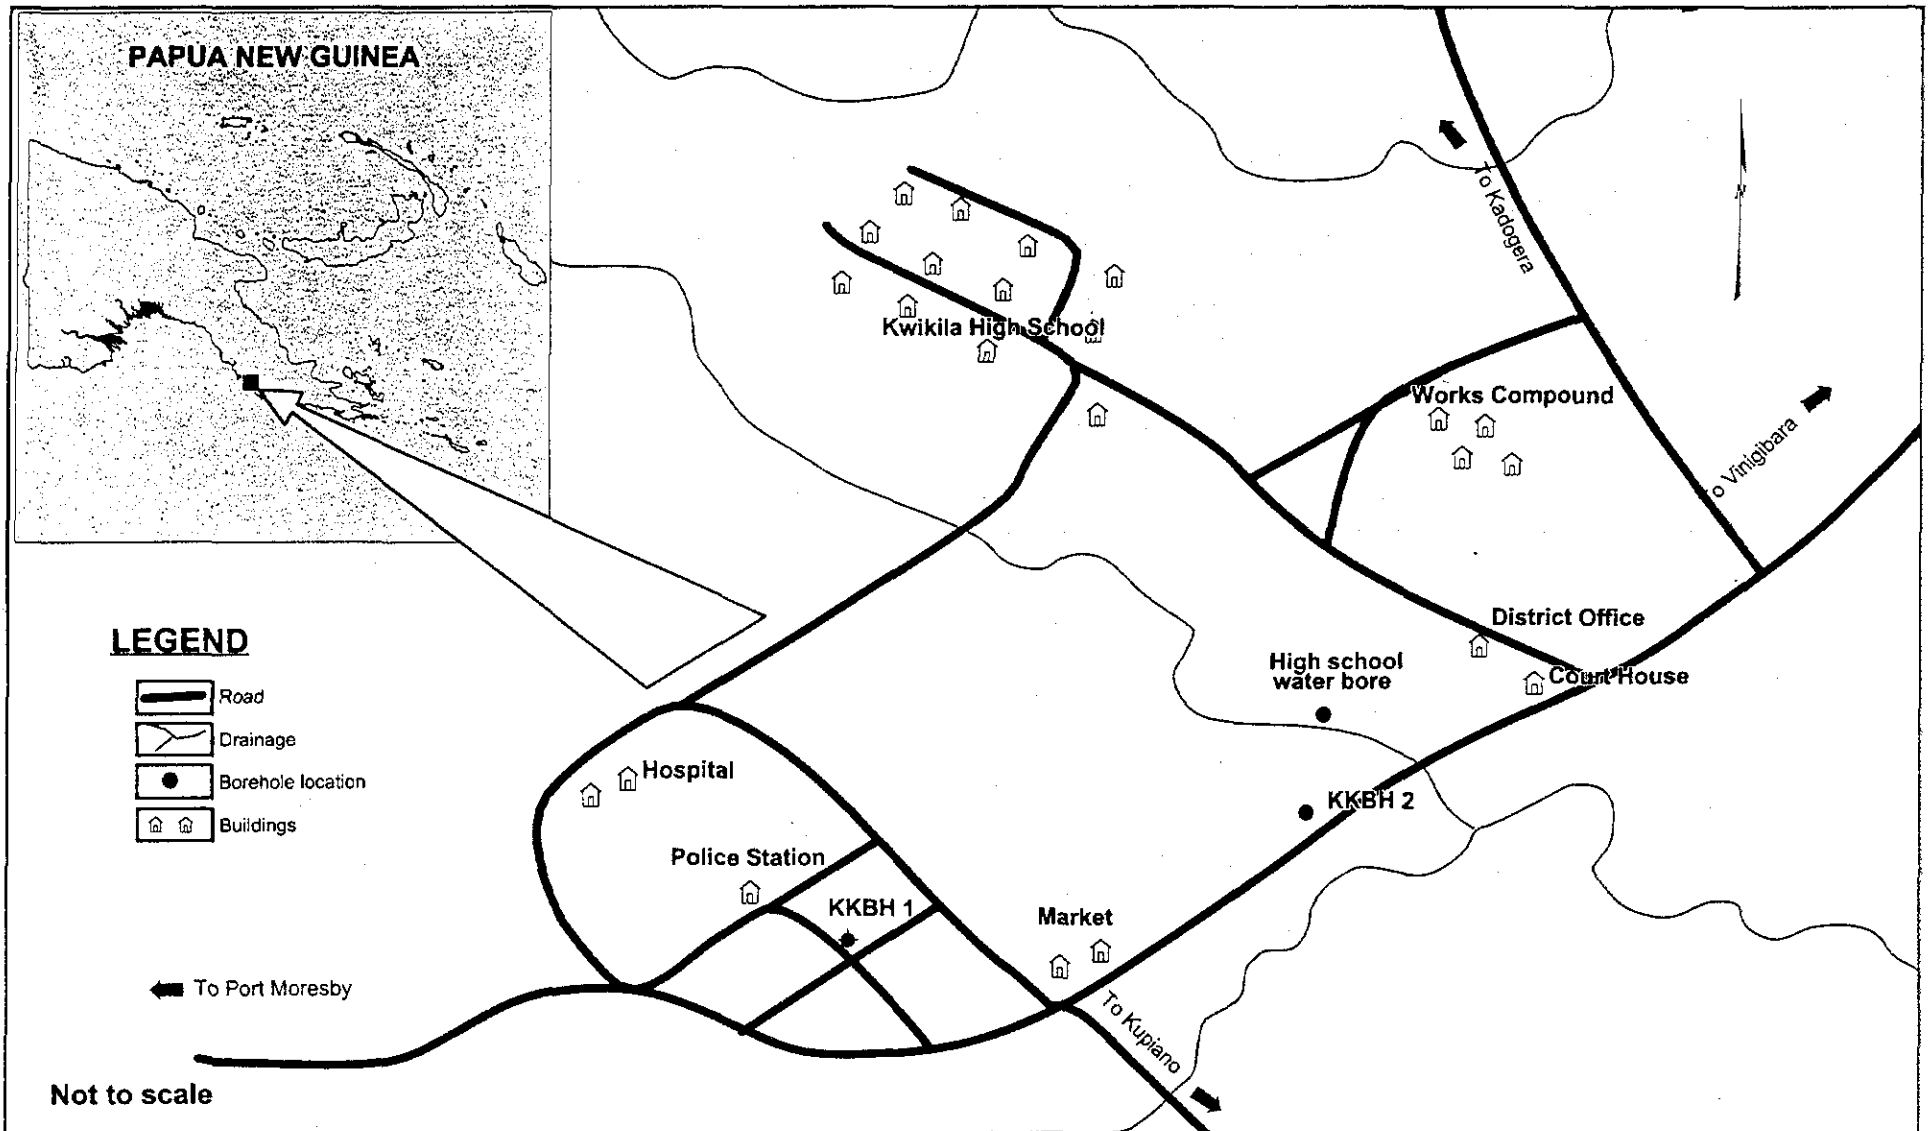 PAPUA NEW GUINEA
To Kadogera
Kwikila High School
Works Compound
o Vinigibara
District Office
LEGEND
High school
water bore
Court House
Road
Drainage
Hospital
Borehole location
KKBH 2
Buildings
Police Station
KKBH 1
Market
To Port Moresby
To Kupiano
Not to scale